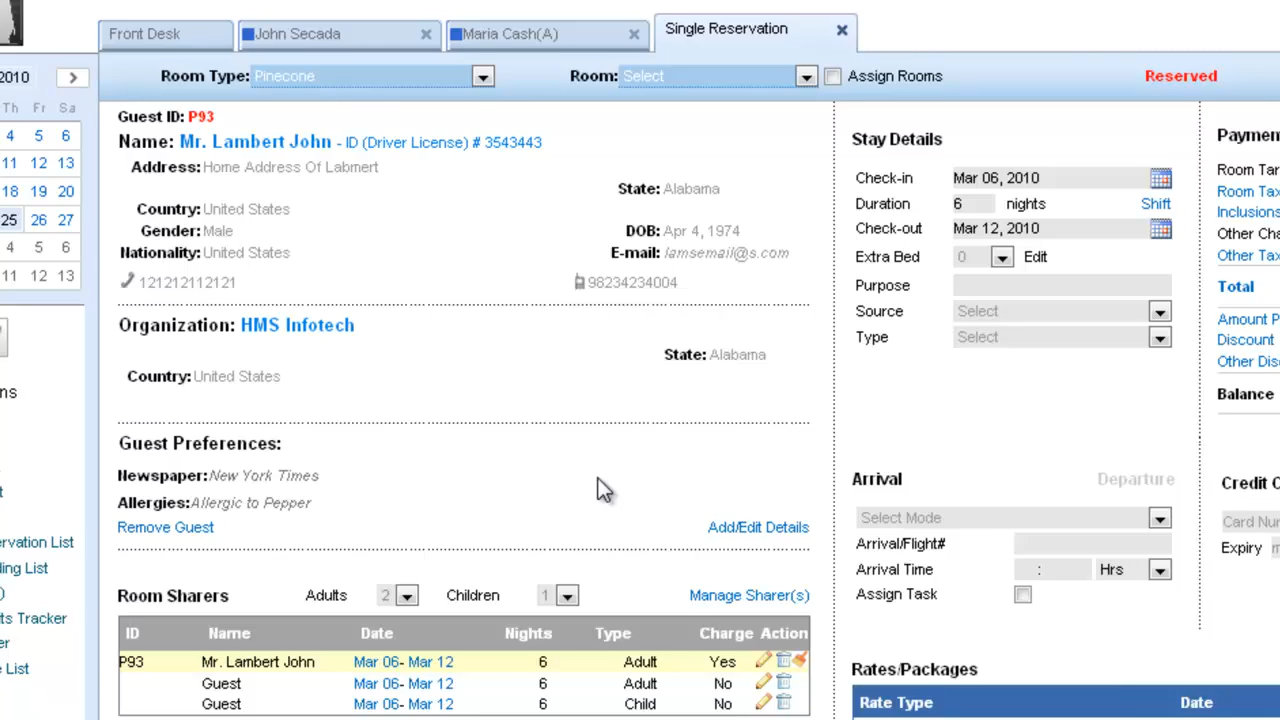 Front Desk
John Secada
Maria Cash(A)
Single Reservation
2010
Room Type: Pinecone
Room: Select
Assign Rooms
Reserved
Th Fr Sa
4 5 6
11 12 13
18 19 20
25 26 27
4 5 6
11 12 13
Guest ID: P93
Name: Mr. Lambert John - ID (Driver License) # 3543443
Address: Home Address Of Labmert
State: Alabama
Country: United States
Gender: Male
DOB: Apr 4, 1974
Nationality: United States
E-mail: lamsemail@s.com
121212112121
98234234004
Organization: HMS Infotech
State: Alabama
Country: United States
Guest Preferences:
Newspaper: New York Times
Allergies: Allergic to Pepper
Remove Guest
Add/Edit Details
Room Sharers
Adults 2
Children 1
Manage Sharer(s)
ID Name Date Nights Type Charge Action
P93 Mr. Lambert John Mar 06- Mar 12 6 Adult Yes
Guest Mar 06- Mar 12 6 Adult No
Guest Mar 06- Mar 12 6 Child No
Stay Details
Check-in Mar 06, 2010
Duration 6 nights Shift
Check-out Mar 12, 2010
Extra Bed 0 Edit
Purpose
Source Select
Type Select
Arrival
Departure
Select Mode
Arrival/Flight#
Arrival Time : Hrs
Assign Task
Rates/Packages
Rate Type Date
Paymen
Room Tar
Room Tax
Inclusions
Other Cha
Other Tax
Total
Amount P
Discount
Other Dis
Balance
Credit C
Card Nun
Expiry
ns
t
rvation List
ding List
)
ts Tracker
er
e List